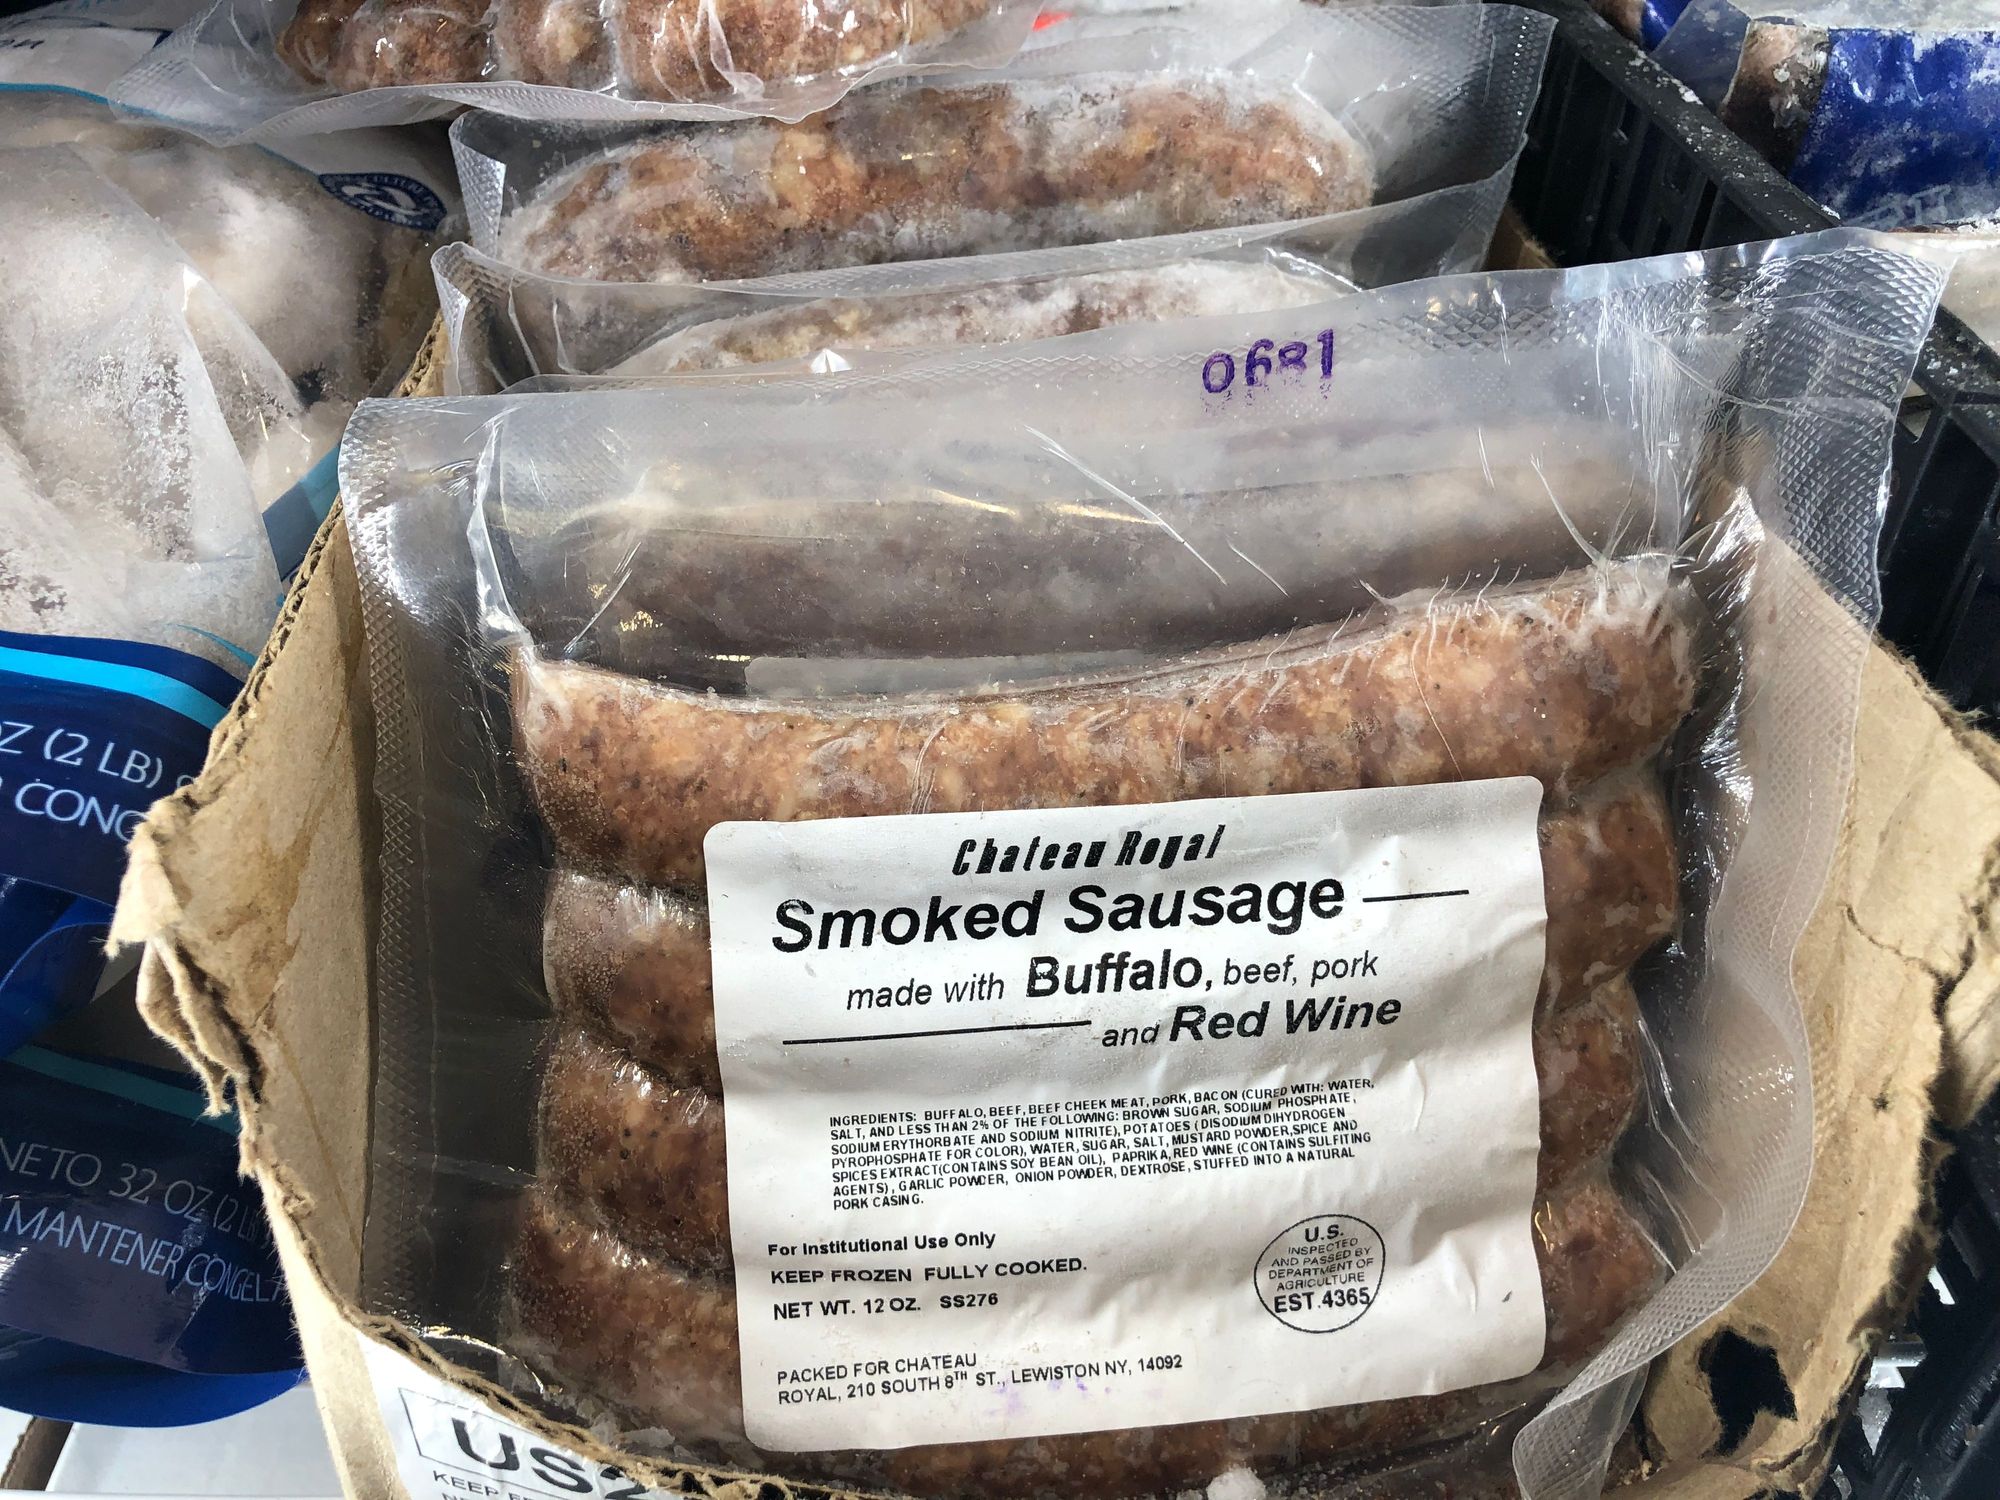 0681
Chateau Royal
Smoked Sausage
made with Buffalo, beef, pork
and Red Wine
INGREDIENTS: BUFFALO, BEEF, BEEF CHEEK MEAT, PORK, BACON (CURED WITH: WATER,
SALT, AND LESS THAN 2% OF THE FOLLOWING: BROWN SUGAR, SODIUM PHOSPHATE,
SODIUM ERYTHORBATE AND SODIUM NITRITE), POTATOES (DISODIUM DIHYDROGEN
PYROPHOSPHATE FOR COLOR), WATER, SUGAR, SALT, MUSTARD POWDER, SPICE AND
SPICES EXTRACT(CONTAINS SOY BEAN OIL), PAPRIKA, RED WINE (CONTAINS SULFITING
AGENTS), GARLIC POWDER, ONION POWDER, DEXTROSE, STUFFED INTO A NATURAL
PORK CASING.
For Institutional Use Only
KEEP FROZEN FULLY COOKED.
NET WT. 12 OZ. SS276
U.S.
INSPECTED
AND PASSED BY
DEPARTMENT OF
AGRICULTURE
EST.4365
PACKED FOR CHATEAU
ROYAL, 210 SOUTH 8TH ST., LEWISTON NY, 14092
OZ (2 LB)
CONG
NETO 32 OZ (2 LB)
MANTENER CONGEL
US
KEEP